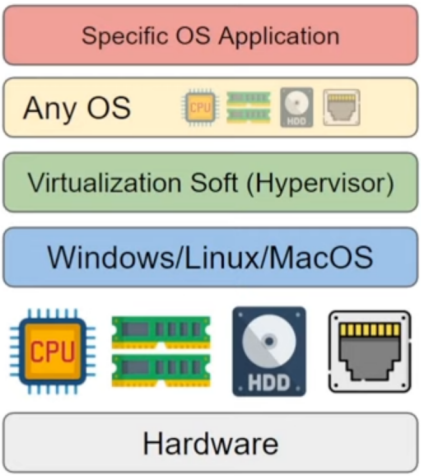 Specific OS Application
Any OS
CPU
HDD
Virtualization Soft (Hypervisor)
Windows/Linux/MacOS
CPU
HDD
Hardware